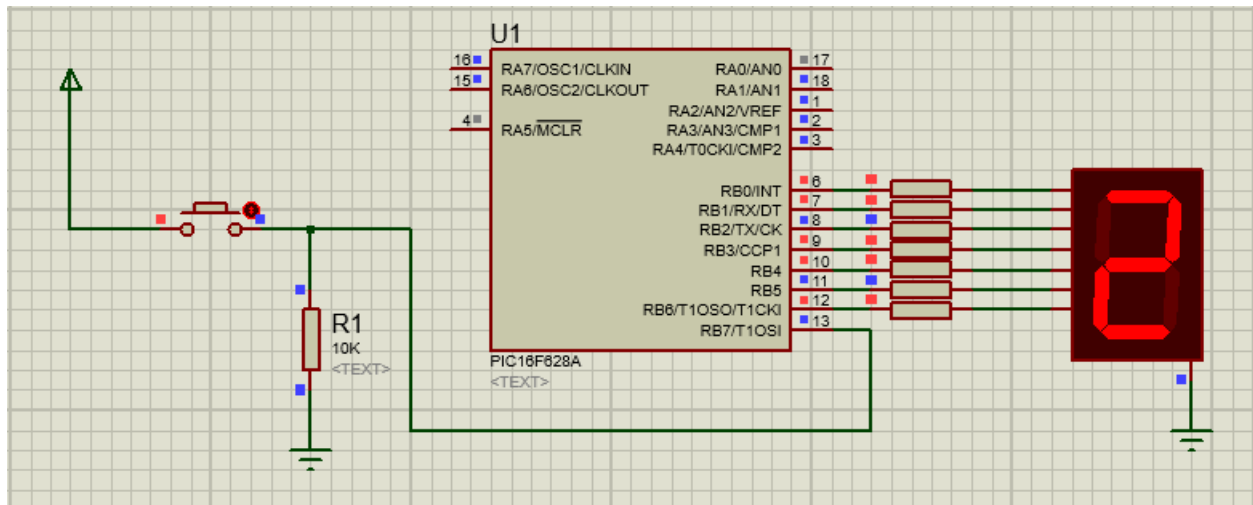 U1
16 RA7/OSC1/CLKIN RA0/AN0 17
15 RA6/OSC2/CLKOUT RA1/AN1 18
RA2/AN2/VREF 1
4 RA5/MCLR RA3/AN3/CMP1 2
RA4/T0CKI/CMP2 3
RB0/INT 6
RB1/RX/DT 7
RB2/TX/CK 8
RB3/CCP1 9
RB4 10
RB5 11
RB6/T1OSO/T1CKI 12
RB7/T1OSI 13
PIC16F628A
<TEXT>
R1
10K
<TEXT>
2